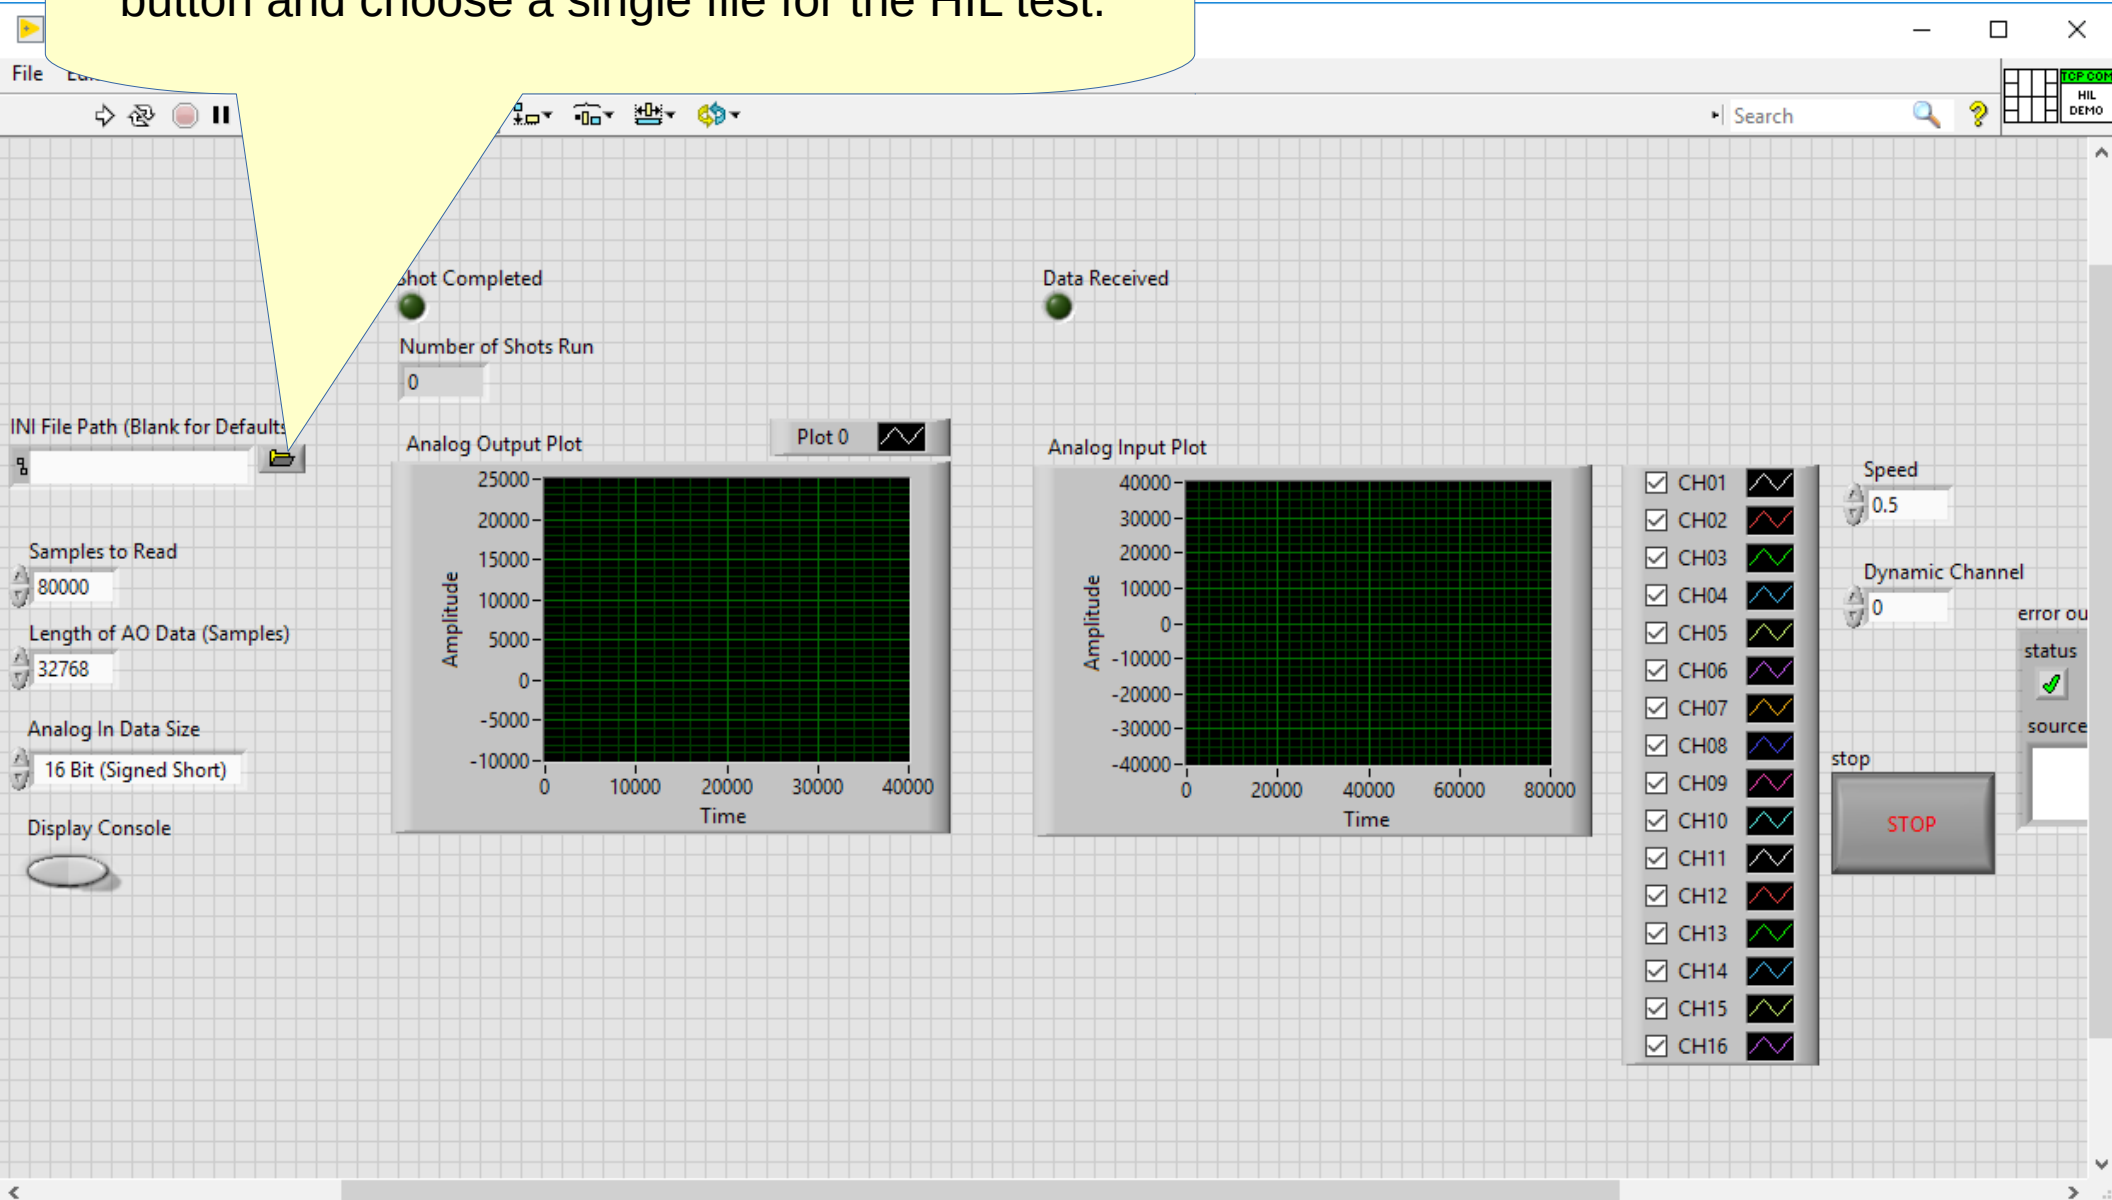 button and choose a single file for the HIL test.
File
Search
TCP COM
HIL
DEMO
Shot Completed
Data Received
Number of Shots Run
0
INI File Path (Blank for Defaults
Analog Output Plot
Plot 0
Analog Input Plot
25000
20000
15000
10000
5000
0
-5000
-10000
Amplitude
0
10000
20000
30000
40000
Time
40000
30000
20000
10000
0
-10000
-20000
-30000
-40000
Amplitude
0
20000
40000
60000
80000
Time
Samples to Read
80000
Length of AO Data (Samples)
32768
Analog In Data Size
16 Bit (Signed Short)
Display Console
CH01
CH02
CH03
CH04
CH05
CH06
CH07
CH08
CH09
CH10
CH11
CH12
CH13
CH14
CH15
CH16
Speed
0.5
Dynamic Channel
0
error ou
status
source
stop
STOP